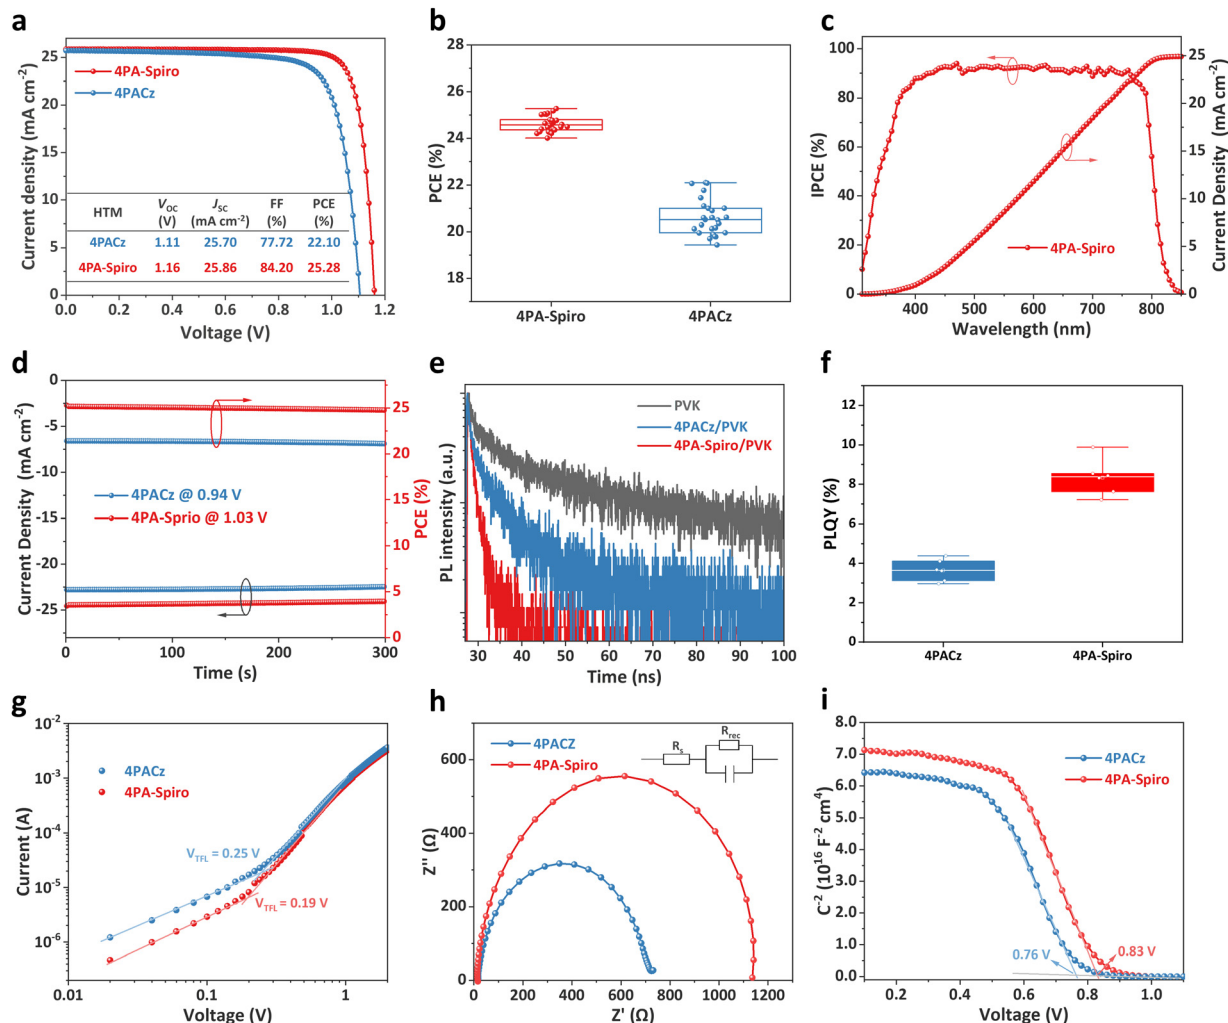 a
Current density (mA cm⁻²)
30
25
20
15
10
5
0
4PA-Spiro
4PACz
HTM V_OC (V) J_SC (mA cm⁻²) FF (%) PCE (%)
4PACz 1.11 25.70 77.72 22.10
4PA-Spiro 1.16 25.86 84.20 25.28
0.0 0.2 0.4 0.6 0.8 1.0 1.2
Voltage (V)
b
PCE (%)
28
26
24
22
20
18
4PA-Spiro 4PACz
c
IPCE (%)
100
80
60
40
20
0
4PA-Spiro
25
20
15
10
5
0
Current Density (mA cm⁻²)
400 500 600 700 800
Wavelength (nm)
d
Current Density (mA cm⁻²)
0
-5
-10
-15
-20
-25
4PACz @ 0.94 V
4PA-Sprio @ 1.03 V
25
20
15
10
5
0
PCE (%)
0 100 200 300
Time (s)
e
PL intensity (a.u.)
PVK
4PACz/PVK
4PA-Spiro/PVK
30 40 50 60 70 80 90 100
Time (ns)
f
PLQY (%)
12
10
8
6
4
2
0
4PACz 4PA-Spiro
g
Current (A)
10⁻²
10⁻³
10⁻⁴
10⁻⁵
10⁻⁶
4PACz
4PA-Spiro
V_TFL = 0.25 V
V_TFL = 0.19 V
0.01 0.1 1
Voltage (V)
h
Z'' (Ω)
600
400
200
0
4PACZ
4PA-Spiro
R_s
R_rec
0 200 400 600 800 1000 1200
Z' (Ω)
i
C⁻² (10¹⁶ F⁻² cm⁴)
8.0
7.0
6.0
5.0
4.0
3.0
2.0
1.0
0.0
4PACz
4PA-Spiro
0.76 V
0.83 V
0.2 0.4 0.6 0.8 1.0
Voltage (V)